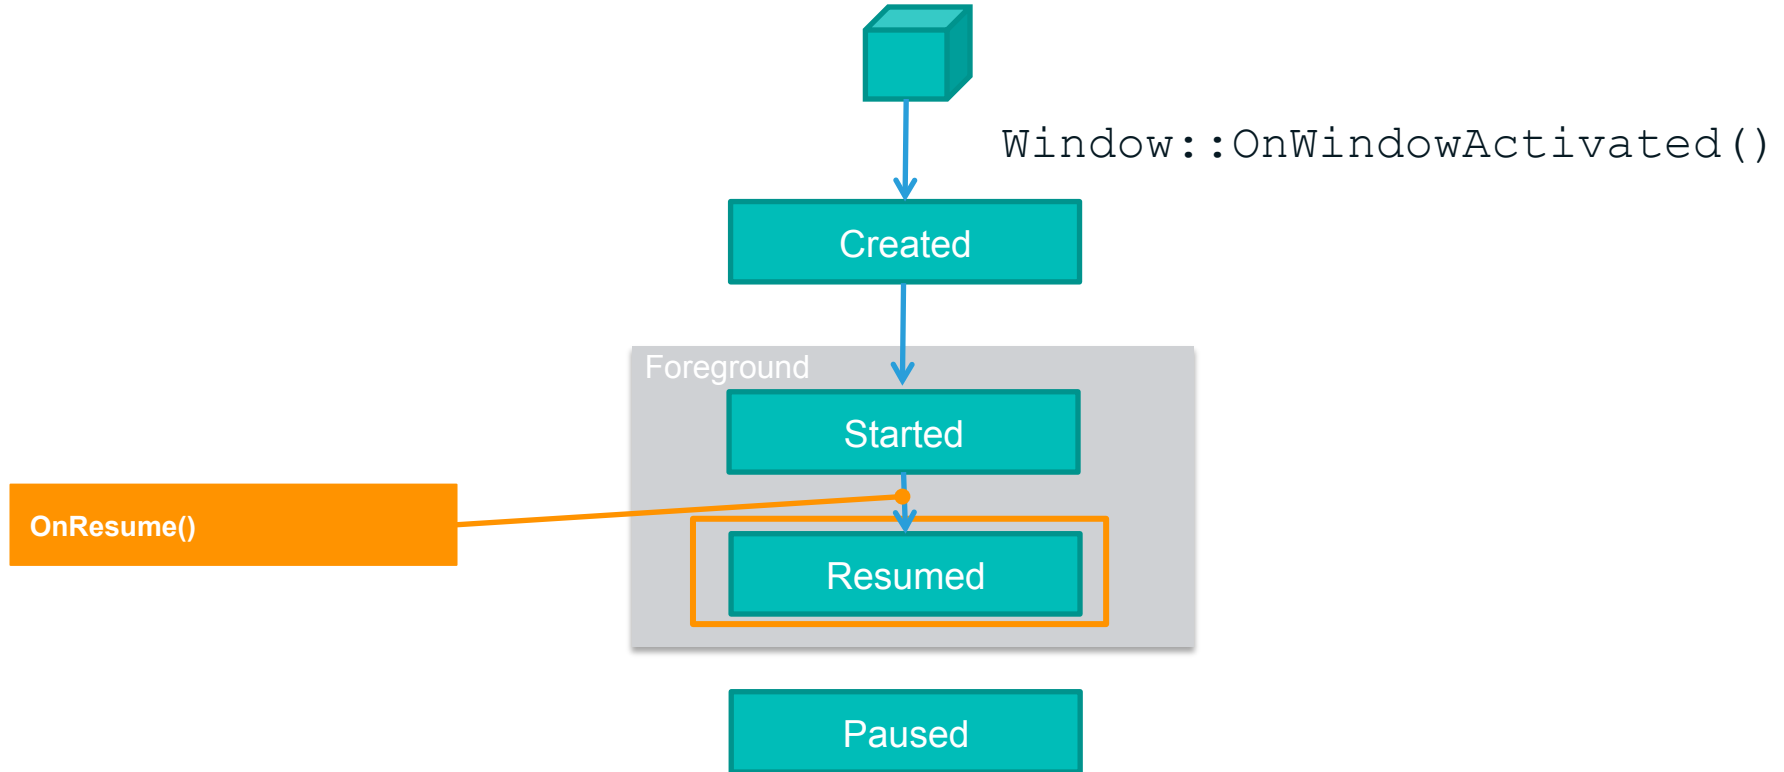 Window::OnWindowActivated()
Created
Foreground
Started
OnResume()
Resumed
Paused